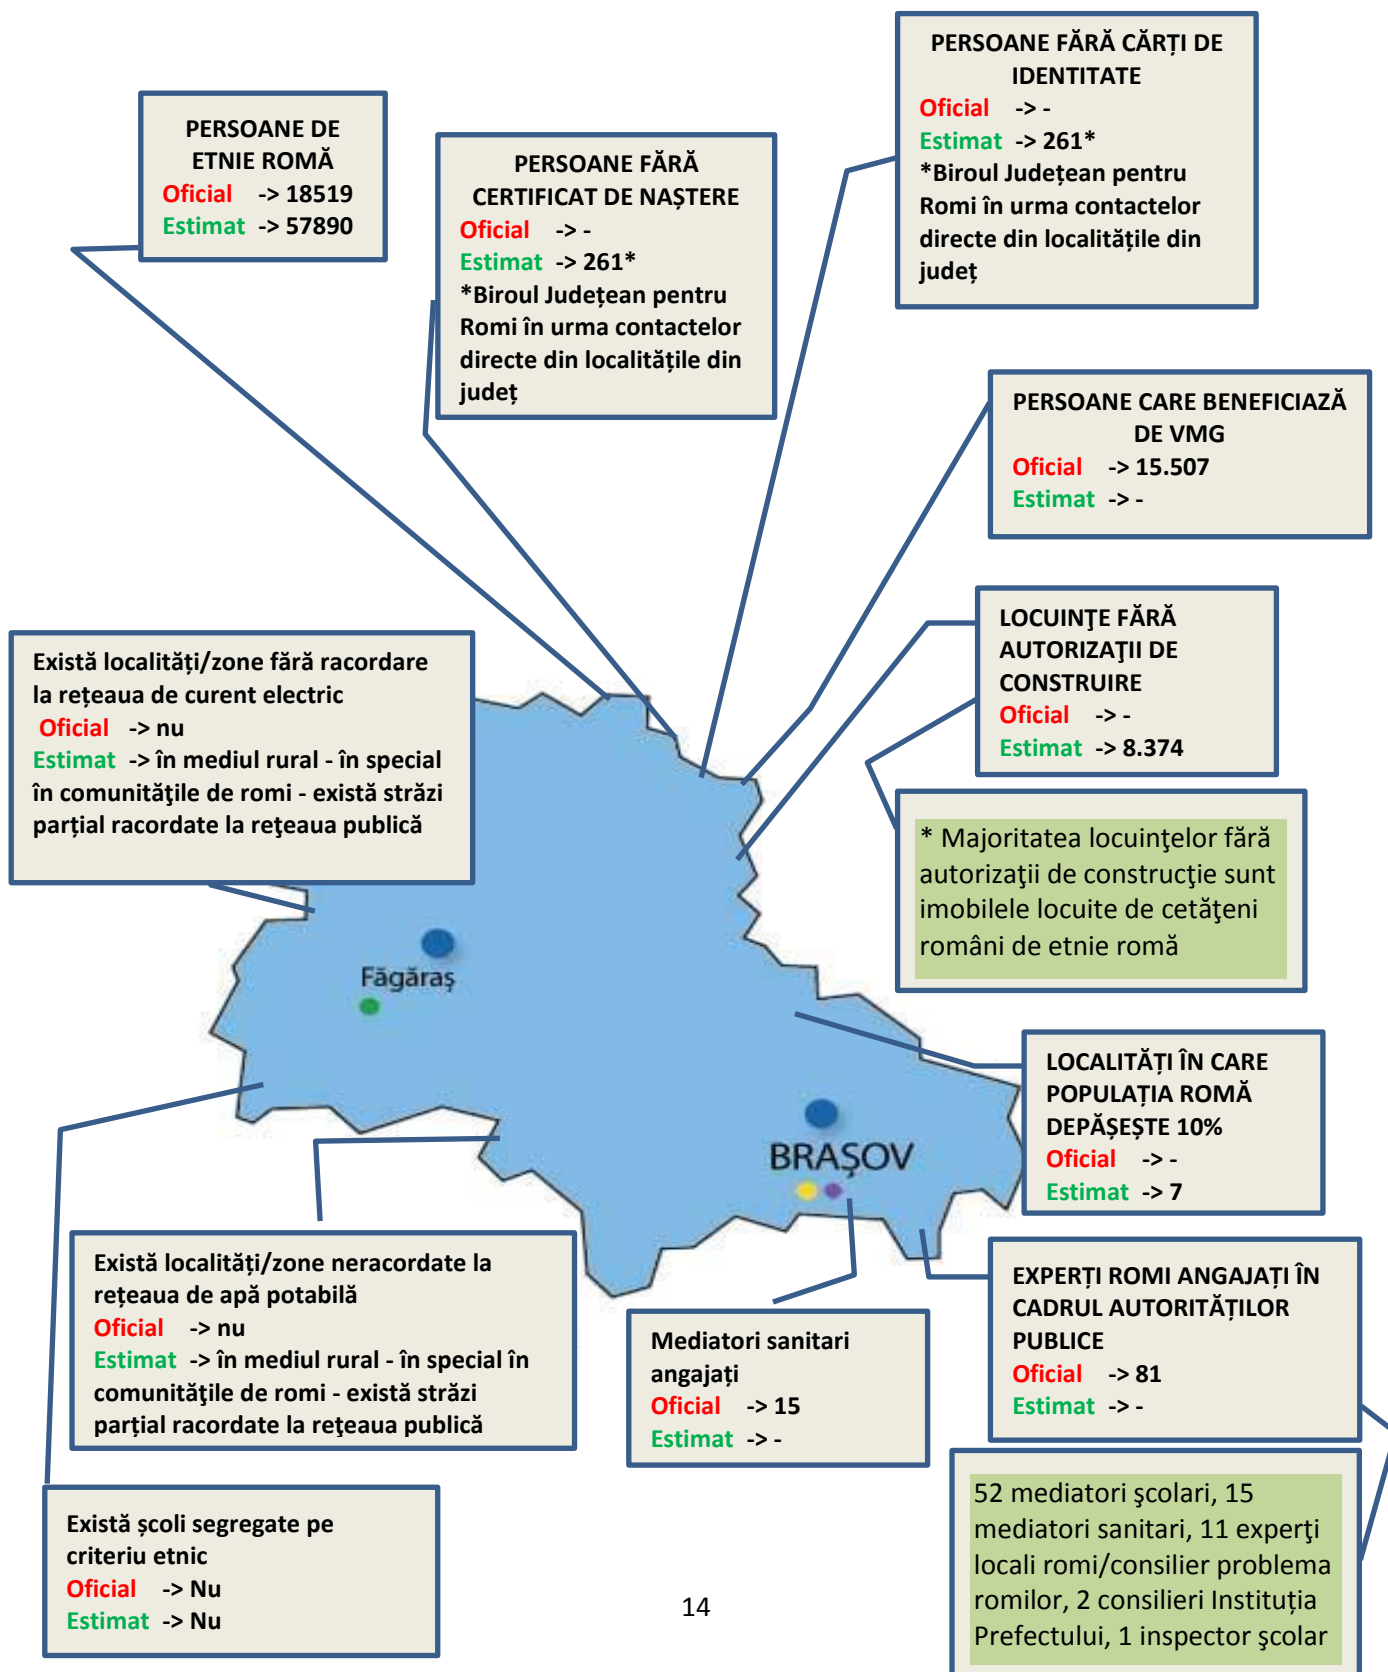 PERSOANE FĂRĂ CĂRȚI DE
IDENTITATE
Oficial -> -
Estimat -> 261*
*Biroul Județean pentru
Romi în urma contactelor
directe din localitățile din
județ
PERSOANE DE
ETNIE ROMĂ
Oficial -> 18519
Estimat -> 57890
PERSOANE FĂRĂ
CERTIFICAT DE NAȘTERE
Oficial -> -
Estimat -> 261*
*Biroul Județean pentru
Romi în urma contactelor
directe din localitățile din
județ
PERSOANE CARE BENEFICIAZĂ
DE VMG
Oficial -> 15.507
Estimat -> -
LOCUINŢE FĂRĂ
AUTORIZAŢII DE
CONSTRUIRE
Oficial -> -
Estimat -> 8.374
Există localități/zone fără racordare
la rețeaua de curent electric
Oficial -> nu
Estimat -> în mediul rural - în special
în comunităţile de romi - există străzi
parțial racordate la reţeaua publică
* Majoritatea locuinţelor fără
autorizaţii de construcţie sunt
imobilele locuite de cetăţeni
români de etnie romă
Făgăraş
BRAŞOV
LOCALITĂȚI ÎN CARE
POPULAȚIA ROMĂ
DEPĂȘEȘTE 10%
Oficial -> -
Estimat -> 7
Există localități/zone neracordate la
rețeaua de apă potabilă
Oficial -> nu
Estimat -> în mediul rural - în special în
comunităţile de romi - există străzi
parțial racordate la reţeaua publică
EXPERȚI ROMI ANGAJAȚI ÎN
CADRUL AUTORITĂȚILOR
PUBLICE
Oficial -> 81
Estimat -> -
Mediatori sanitari
angajați
Oficial -> 15
Estimat -> -
52 mediatori şcolari, 15
mediatori sanitari, 11 experţi
locali romi/consilier problema
romilor, 2 consilieri Instituția
Prefectului, 1 inspector şcolar
Există școli segregate pe
criteriu etnic
Oficial -> Nu
Estimat -> Nu
14